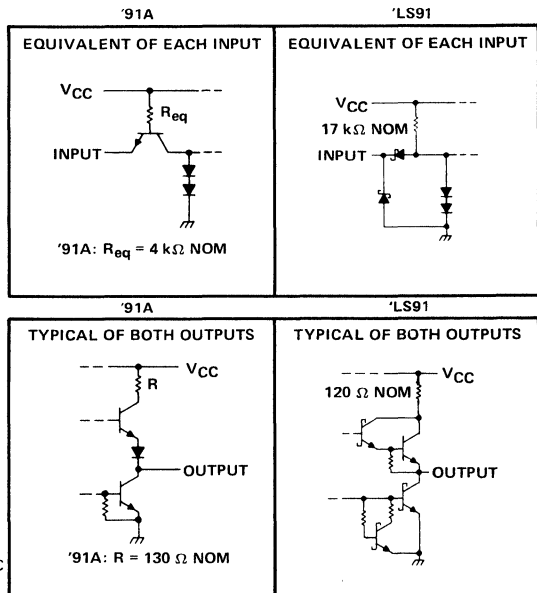 '91A
'LS91
EQUIVALENT OF EACH INPUT
EQUIVALENT OF EACH INPUT
VCC
Req
INPUT
'91A: Req = 4 kΩ NOM
VCC
17 kΩ NOM
INPUT
'91A
'LS91
TYPICAL OF BOTH OUTPUTS
TYPICAL OF BOTH OUTPUTS
VCC
R
OUTPUT
'91A: R = 130 Ω NOM
VCC
120 Ω NOM
OUTPUT
C